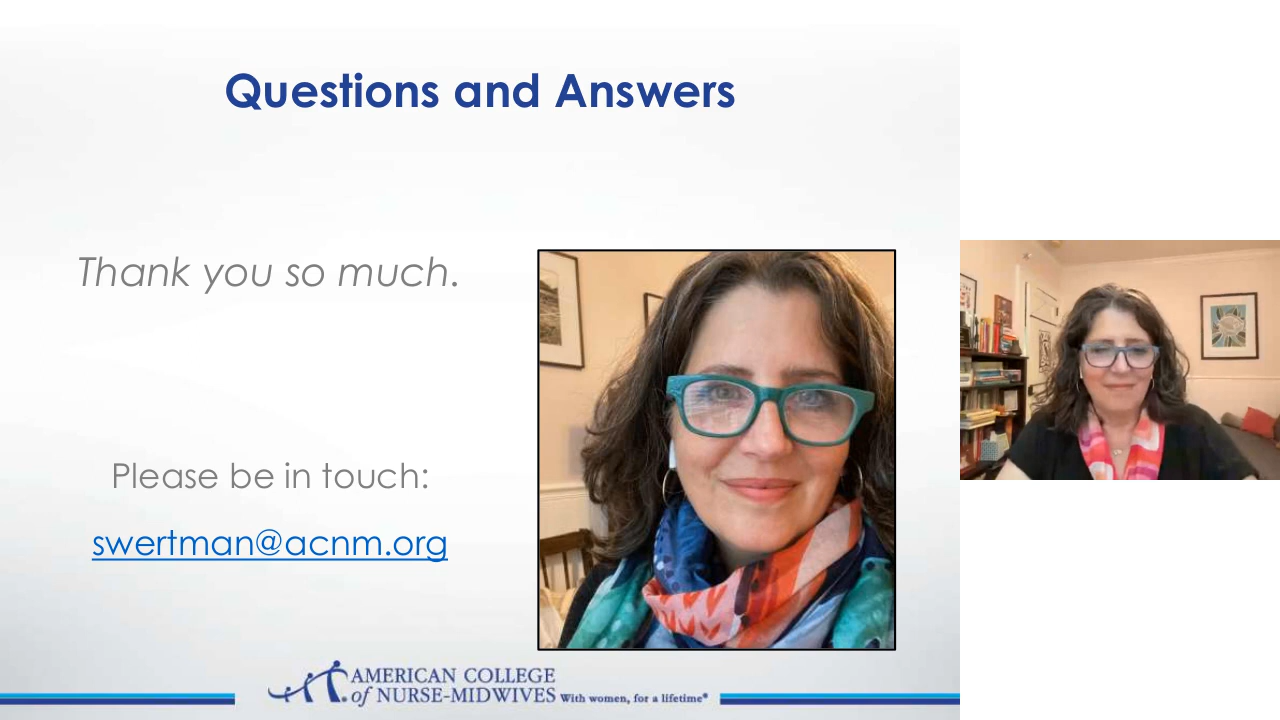 Questions and Answers
Thank you so much.
Please be in touch:
swertman@acnm.org
AMERICAN COLLEGE
of NURSE-MIDWIVES With women, for a lifetime®